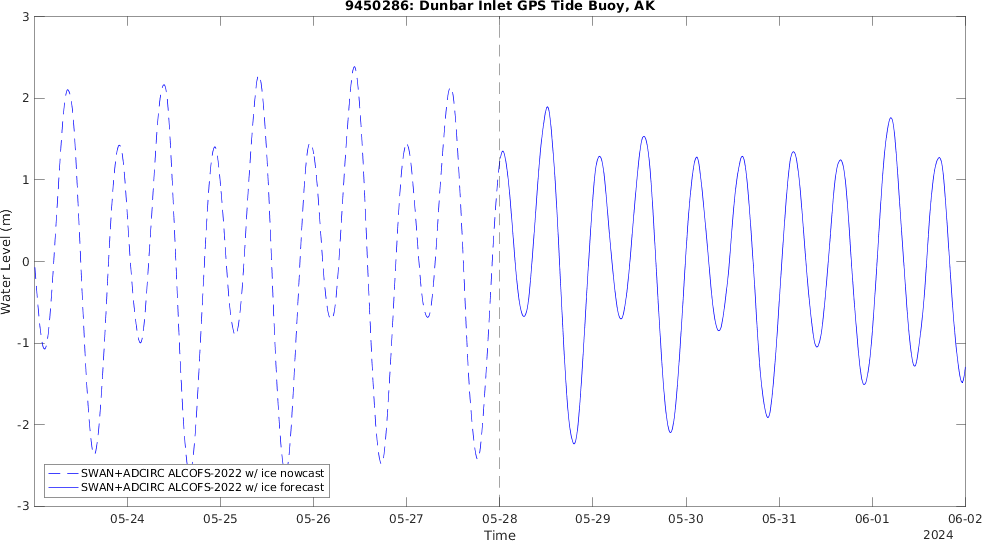 9450286: Dunbar Inlet GPS Tide Buoy, AK
3
2
1
0
-1
-2
-3
Water Level (m)
SWAN+ADCIRC ALCOFS-2022 w/ ice nowcast
SWAN+ADCIRC ALCOFS-2022 w/ ice forecast
05-24 05-25 05-26 05-27 05-28 05-29 05-30 05-31 06-01 06-02
Time
2024